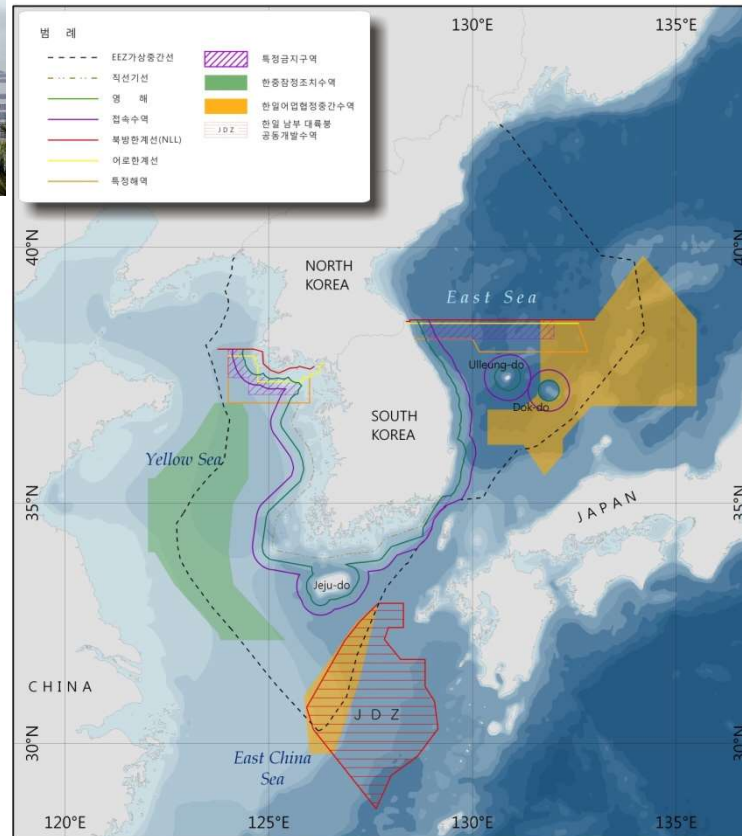 범 례
EEZ가상중간선
직선기선
영 해
접속수역
북방한계선(NLL)
어로한계선
특정해역
특정금지구역
한중잠정조치수역
한일어업협정중간수역
JDZ
한일 남부 대륙붕
공동개발수역
130°E
135°E
40°N
40°N
NORTH
KOREA
East Sea
Ulleung-do
Dok-do
SOUTH
KOREA
Yellow Sea
35°N
35°N
JAPAN
Jeju-do
CHINA
JDZ
30°N
30°N
East China
Sea
120°E
125°E
130°E
135°E